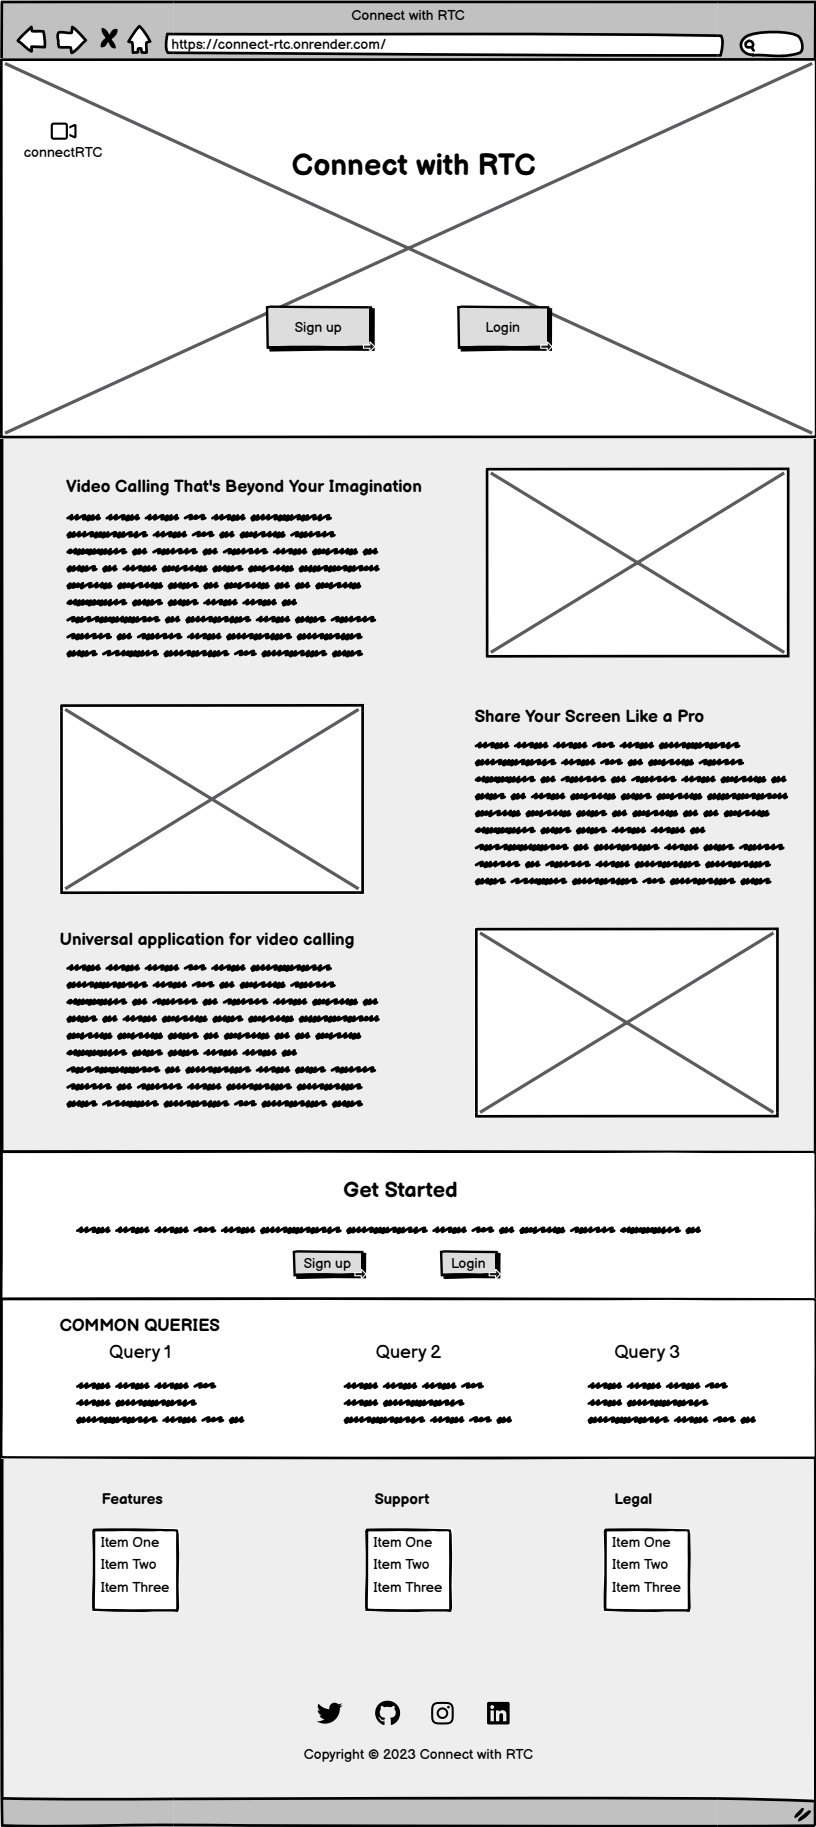 Connect with RTC
https://connect-rtc.onrender.com/
connectRTC
Connect with RTC
Sign up
Login
Video Calling That's Beyond Your Imagination
Share Your Screen Like a Pro
Universal application for video calling
Get Started
Sign up
Login
COMMON QUERIES
Query 1
Query 2
Query 3
Features
Item One
Item Two
Item Three
Support
Item One
Item Two
Item Three
Legal
Item One
Item Two
Item Three
Copyright © 2023 Connect with RTC